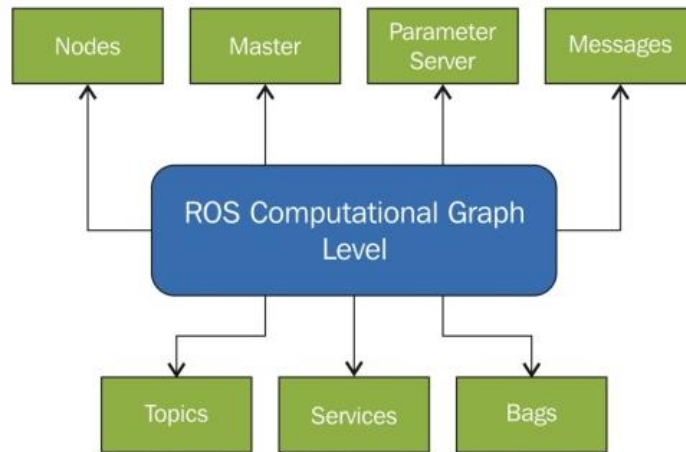 Nodes
Master
Parameter
Server
Messages
ROS Computational Graph
Level
Topics
Services
Bags